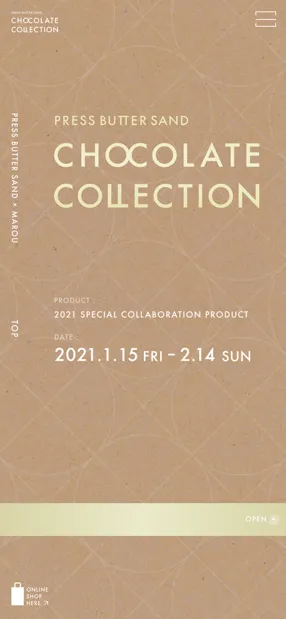 PRESS BUTTER SAND
CHOCOLATE
COLLECTION
PRESS BUTTER SAND × MAROU
TOP
PRESS BUTTER SAND
CHOCOLATE
COLLECTION
PRODUCT :
2021 SPECIAL COLLABORATION PRODUCT
DATE :
2021.1.15 FRI – 2.14 SUN
OPEN
ONLINE
SHOP
HERE ↗